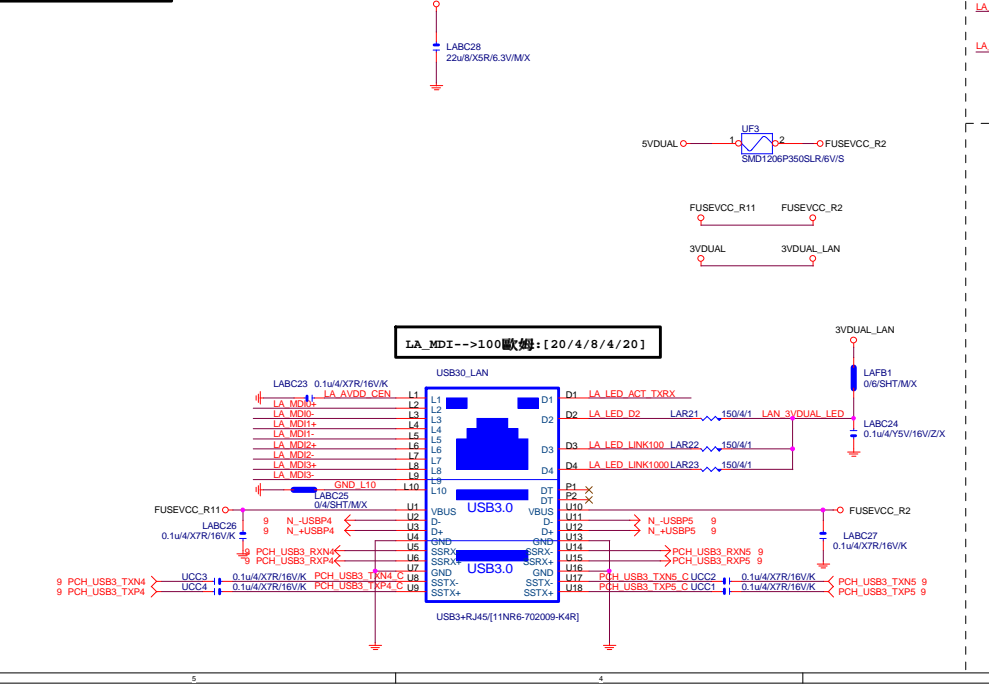 LA_
LA_
LABC28
22u/8/X5R/6.3V/M/X
UF3
5VDUAL 1 2 FUSEVCC_R2
SMD1206P350SLR/6V/S
FUSEVCC_R11 FUSEVCC_R2
3VDUAL 3VDUAL_LAN
3VDUAL_LAN
LA_MDI-->100歐姆:[20/4/8/4/20]
USB30_LAN
LAFB1
0/6/SHT/M/X
LABC23 0.1u/4/X7R/16V/K
LA_AVDD_CEN L1 L1 D1 D1 LA_LED_ACT_TXRX
LA_MDI0+ L2 L2
LA_MDI0- L3 L3 D2 D2 LA_LED_D2 LAR21 150/4/1 LAN_3VDUAL_LED
LA_MDI1+ L4 L4
LABC24
0.1u/4/Y5V/16V/Z/X
LA_MDI1- L5 L5
LA_MDI2+ L6 L6 D3 D3 LA_LED_LINK100 LAR22 150/4/1
LA_MDI2- L7 L7
LA_MDI3+ L8 L8 D4 D4 LA_LED_LINK1000 LAR23 150/4/1
LA_MDI3- L9 L9
GND_L10 L10 L10 DT P1
LABC25
0/4/SHT/M/X
DT P2
FUSEVCC_R11 U1 VBUS USB3.0 VBUS U10 FUSEVCC_R2
9 N_-USBP4 U2 D- D- U11 N_-USBP5 9
9 N_+USBP4 U3 D+ D+ U12 N_+USBP5 9
LABC26
0.1u/4/X7R/16V/K
LABC27
0.1u/4/X7R/16V/K
U4 GND GND U13
9 PCH_USB3_RXN4 U5 SSRX- SSRX- U14 PCH_USB3_RXN5 9
9 PCH_USB3_RXP4 U6 SSRX+ SSRX+ U15 PCH_USB3_RXP5 9
U7 GND USB3.0 GND U16
9 PCH_USB3_TXN4 UCC3 0.1u/4/X7R/16V/K PCH_USB3_TXN4_C U8 SSTX- SSTX- U17 PCH_USB3_TXN5_C UCC2 0.1u/4/X7R/16V/K PCH_USB3_TXN5 9
9 PCH_USB3_TXP4 UCC4 0.1u/4/X7R/16V/K PCH_USB3_TXP4_C U9 SSTX+ SSTX+ U18 PCH_USB3_TXP5_C UCC1 0.1u/4/X7R/16V/K PCH_USB3_TXP5 9
USB3+RJ45/[11NR6-702009-K4R]
5 4